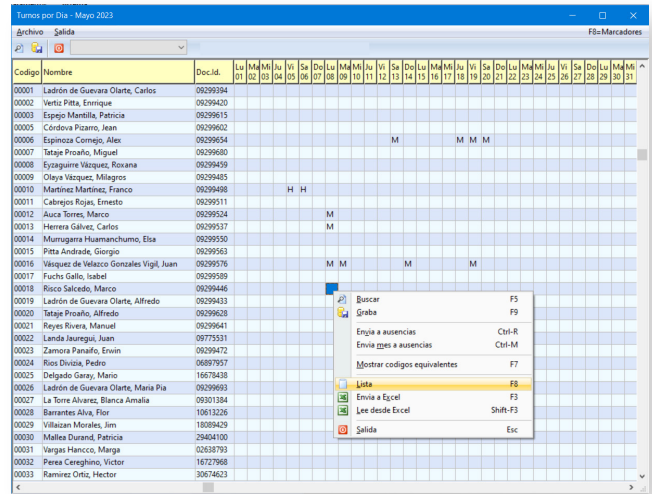 Turnos por Dia - Mayo 2023
Archivo Salida F8=Marcadores
Codigo Nombre Doc.Id. Lu 01 Ma 02 Mi 03 Ju 04 Vi 05 Sa 06 Do 07 Lu 08 Ma 09 Mi 10 Ju 11 Vi 12 Sa 13 Do 14 Lu 15 Ma 16 Mi 17 Ju 18 Vi 19 Sa 20 Do 21 Lu 22 Ma 23 Mi 24 Ju 25 Vi 26 Sa 27 Do 28 Lu 29 Ma 30 Mi 31
00001 Ladrón de Guevara Olarte, Carlos 09299394
00002 Vertiz Pitta, Enrrique 09299420
00003 Espejo Mantilla, Patricia 09299615
00005 Córdova Pizarro, Jean 09299602
00006 Espinoza Cornejo, Alex 09299654 M M M M
00007 Tataje Proaño, Miguel 09299680
00008 Eyzaguirre Vázquez, Roxana 09299459
00009 Olaya Vázquez, Milagros 09299485
00010 Martínez Martínez, Franco 09299498 H H
00011 Cabrejos Rojas, Ernesto 09299511
00012 Auca Torres, Marco 09299524 M
00013 Herrera Gálvez, Carlos 09299537 M
00014 Murrugarra Huamanchumo, Elsa 09299550
00015 Pitta Andrade, Giorgio 09299563
00016 Vásquez de Velazco Gonzales Vigil, Juan 09299576 M M M M
00017 Fuchs Gallo, Isabel 09299589
00018 Risco Salcedo, Marco 09299446
00019 Ladrón de Guevara Olarte, Alfredo 09299433
00020 Tataje Proaño, Alfredo 09299628
00021 Reyes Rivera, Manuel 09299641
00022 Landa Jauregui, Juan 09775531
00023 Zamora Panaifo, Erwin 09299472
00024 Rios Divizia, Pedro 06897957
00025 Delgado Garay, Mario 16678438
00026 Ladrón de Guevara Olarte, Maria Pia 09299693
00027 La Torre Alvarez, Blanca Amalia 09301384
00028 Barrantes Alva, Flor 10613226
00029 Villaizan Morales, Jim 18089429
00030 Mallea Durand, Patricia 29404100
00031 Vargas Hancco, Marga 02638793
00032 Perea Cereghino, Victor 16727968
00033 Ramirez Ortiz, Hector 30674623
Buscar F5
Graba F9
Envia a ausencias Ctrl-R
Envia mes a ausencias Ctrl-M
Mostrar codigos equivalentes F7
Lista F8
Envia a Excel F3
Lee desde Excel Shift-F3
Salida Esc